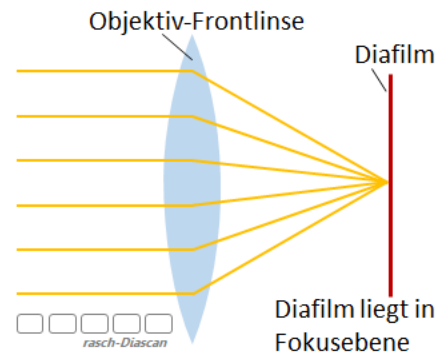 Objektiv-Frontlinse
Diafilm
Diafilm liegt in
Fokusebene
rasch-Diascan